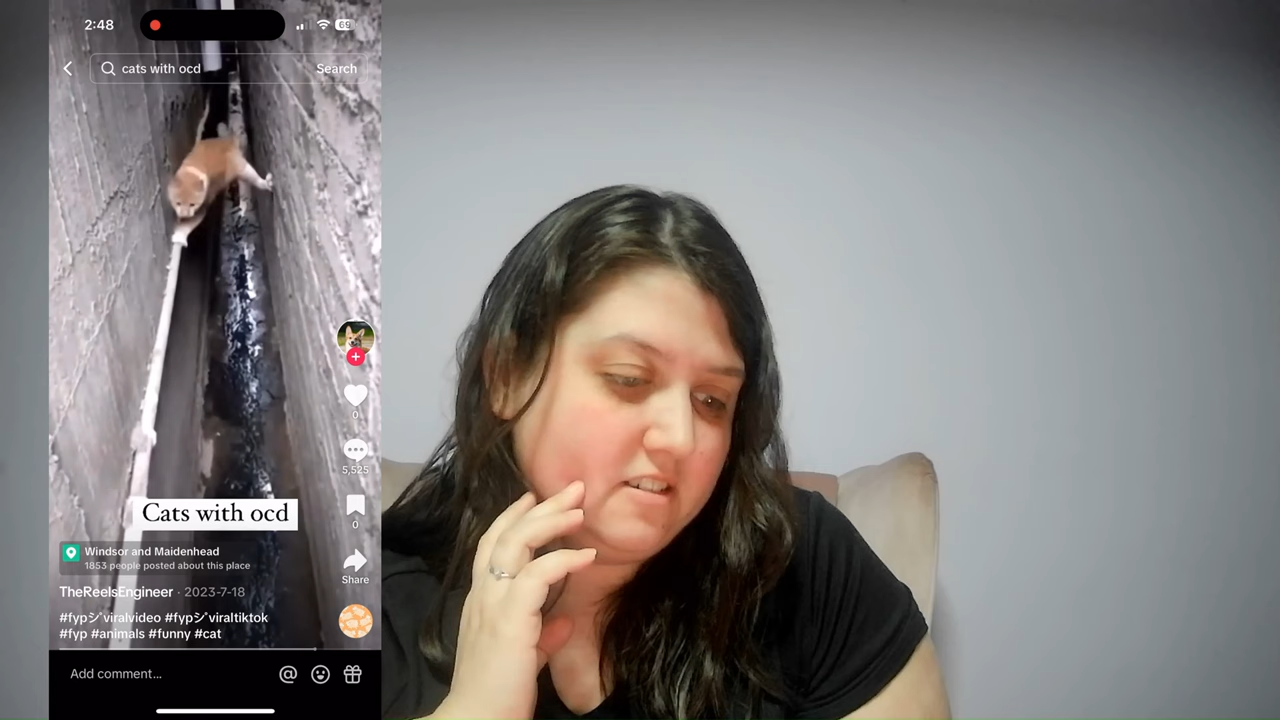 2:48
69
cats with ocd
Search
0
5,525
Cats with ocd
0
Windsor and Maidenhead
1853 people posted about this place
Share
TheReelsEngineer · 2023-7-18
#fypシ゚viralvideo #fypシ゚viraltiktok
#fyp #animals #funny #cat
Add comment...